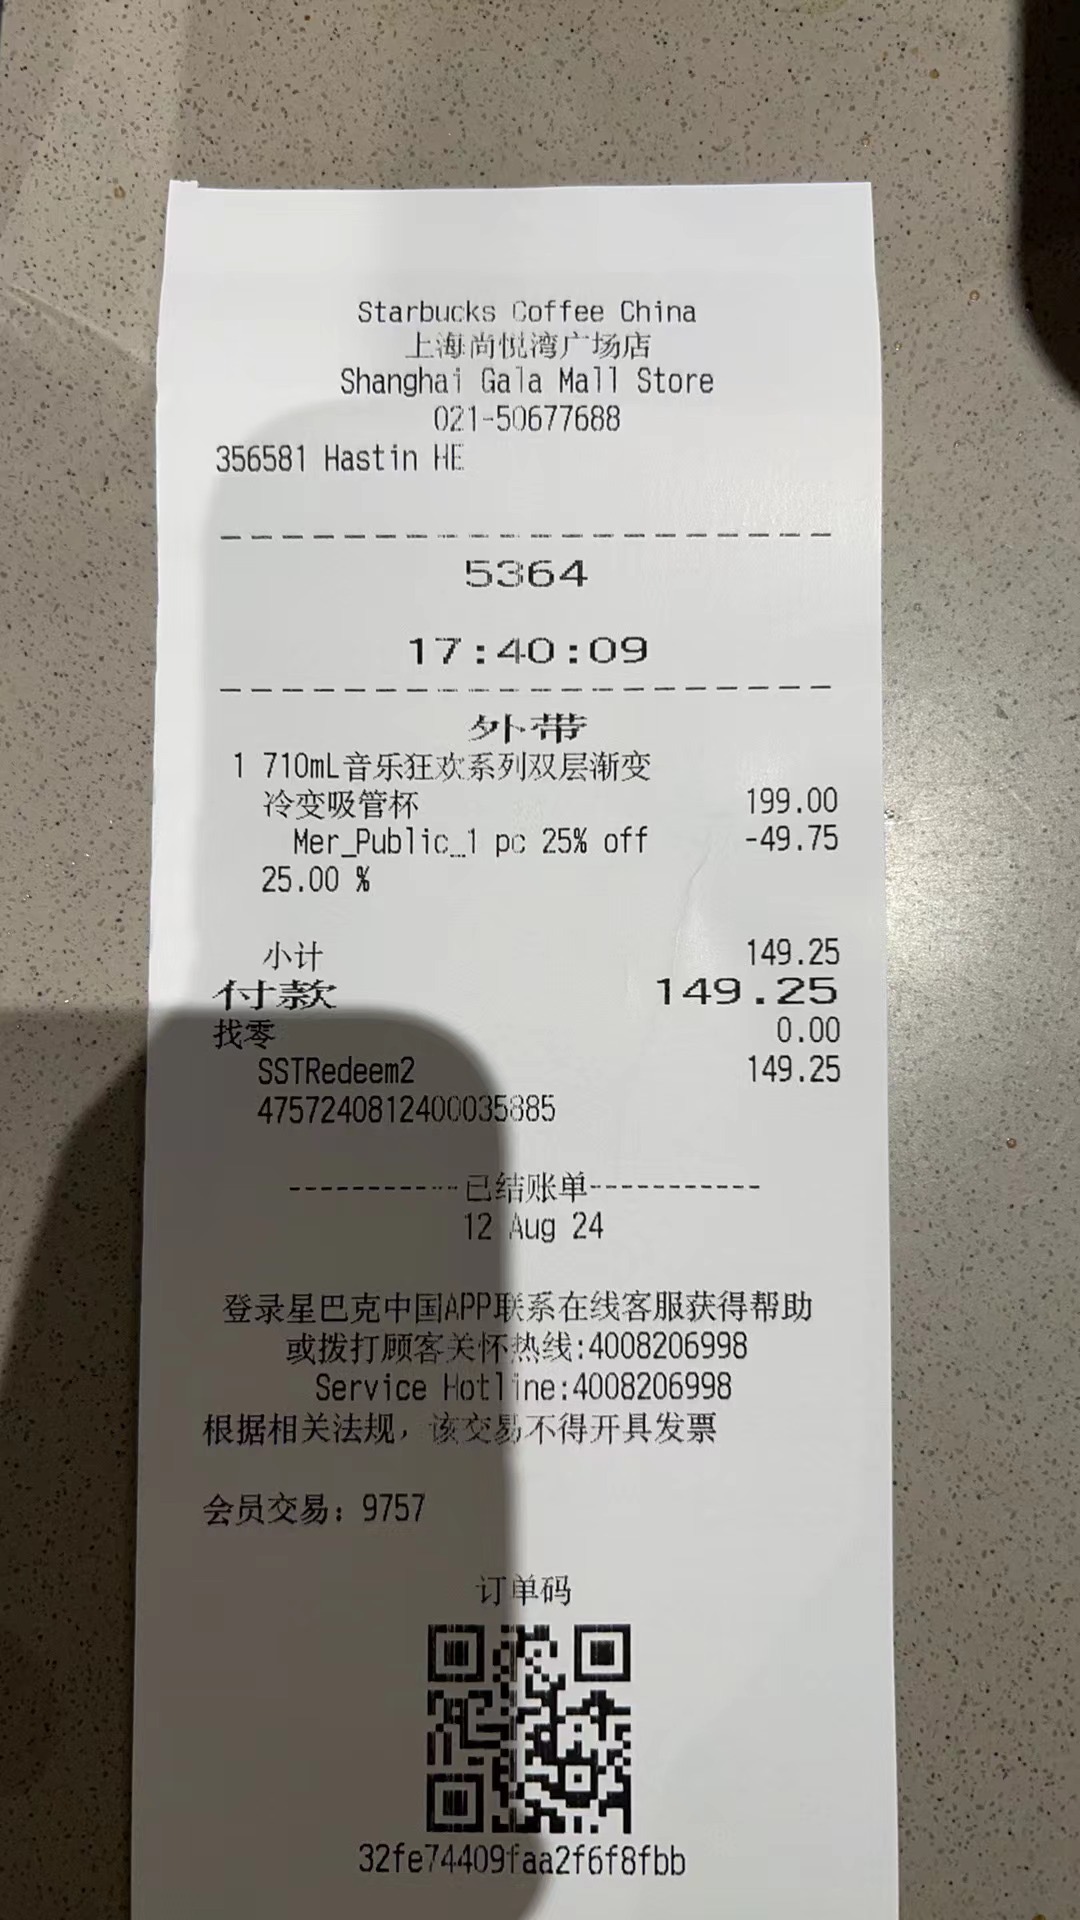 Starbucks Coffee China
上海尚悦湾广场店
Shanghai Gala Mall Store
021-50677688
356581 Hastin HE
5364
17:40:09
外带
1 710mL音乐狂欢系列双层渐变
冷变吸管杯 199.00
Mer_Public_1 pc 25% off -49.75
25.00 %
小计 149.25
付款 149.25
找零 0.00
SSTRedeem2 149.25
4757240812400035885
-----------已结账单-----------
12 Aug 24
登录星巴克中国APP联系在线客服获得帮助
或拨打顾客关怀热线:4008206998
Service Hotline:4008206998
根据相关法规，该交易不得开具发票
会员交易：9757
订单码
32fe74409faa2f6f8fbb